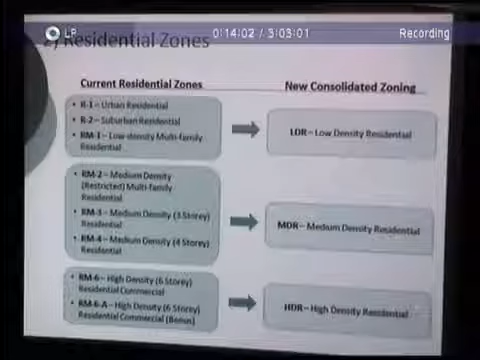 LP
0:14:02 / 3:03:01
Recording
2) Residential Zones
Current Residential Zones
New Consolidated Zoning
• R-1 – Urban Residential
• R-2 – Suburban Residential
• RM-1 – Low-density Multi-family
Residential
LDR – Low Density Residential
• RM-2 – Medium Density
(Restricted) Multi-family
Residential
• RM-3 – Medium Density (3 Storey)
Residential
• RM-4 – Medium Density (4 Storey)
Residential
MDR – Medium Density Residential
• RM-6 – High Density (6 Storey)
Residential Commercial
• RM-6-A – High Density (6 Storey)
Residential Commercial (Bonus)
HDR – High Density Residential